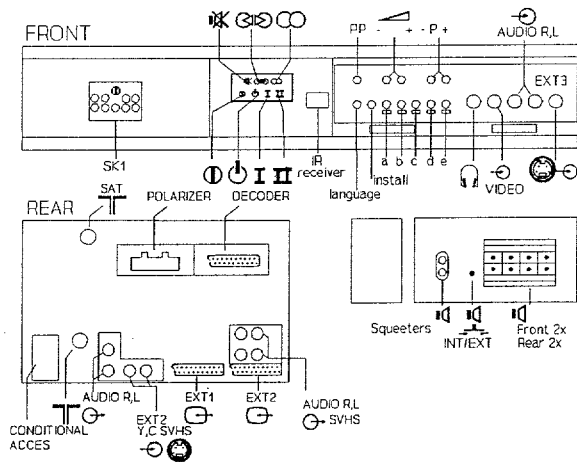 FRONT
PP - + - P +
AUDIO R,L
EXT3
SK1
I II
IR
receiver
a b c d e
language
install
VIDEO
REAR
SAT
POLARIZER
DECODER
Squeeters
INT/EXT
Front 2x
Rear 2x
CONDITIONAL
ACCES
AUDIO R,L
EXT2
Y,C SVHS
EXT1
EXT2
AUDIO R,L
SVHS